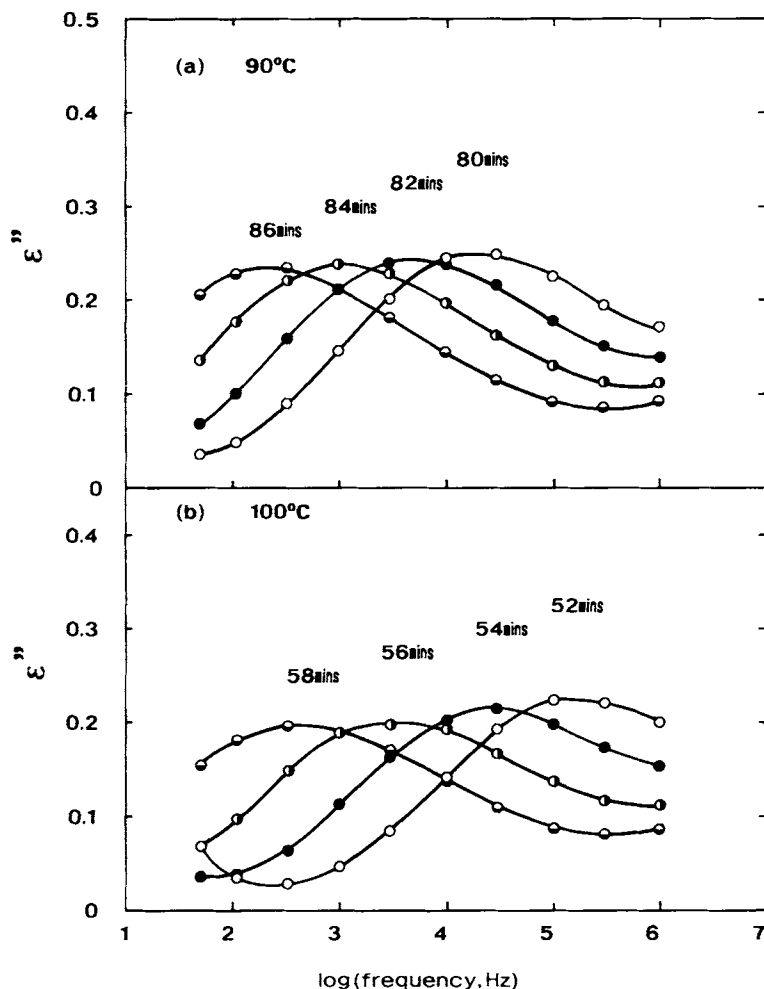 0.5
(a) 90°C
0.4
80mins
82mins
0.3
84mins
86mins
ε"
0.2
0.1
0
(b) 100°C
0.4
0.3
52mins
54mins
56mins
58mins
ε"
0.2
0.1
0
1 2 3 4 5 6 7
log(frequency,Hz)